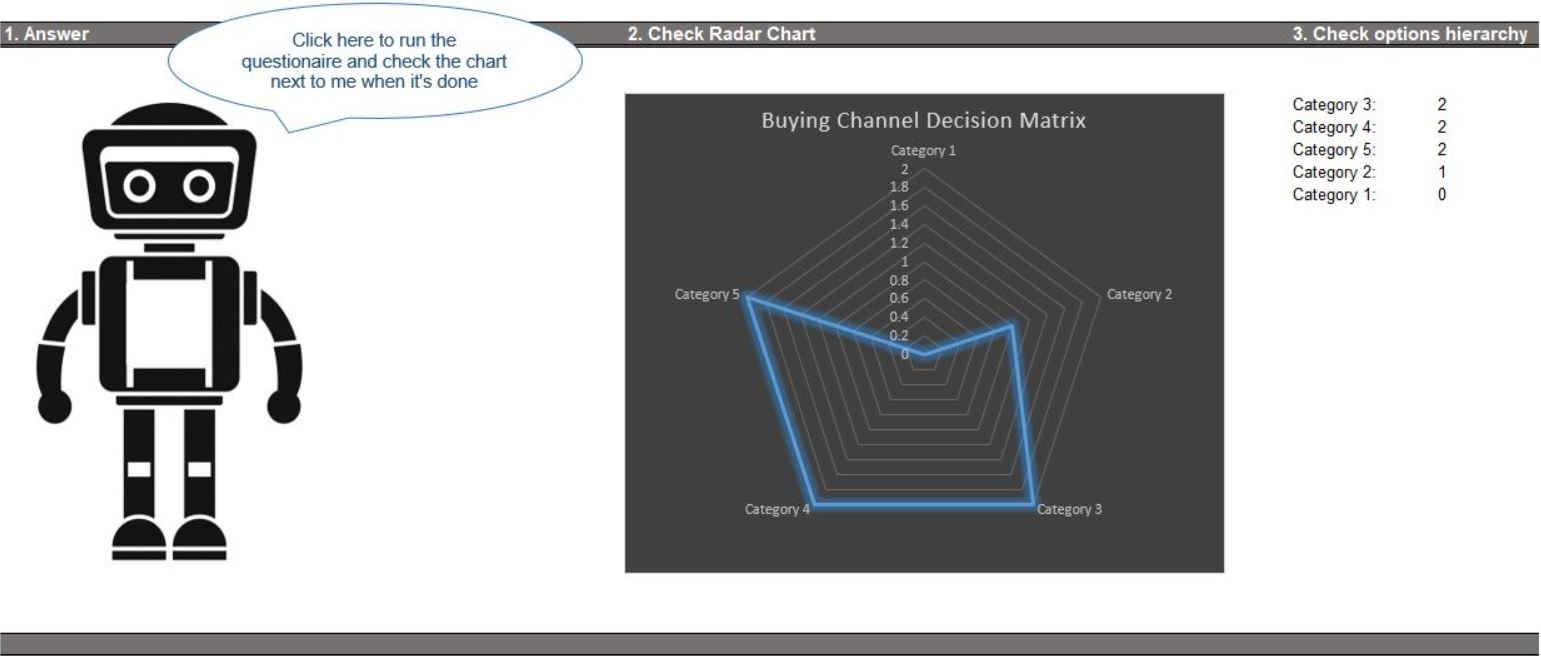 1. Answer
2. Check Radar Chart
3. Check options hierarchy
Click here to run the
questionaire and check the chart
next to me when it's done
Buying Channel Decision Matrix
Category 1
2
1.8
1.6
1.4
1.2
1
0.8
0.6
0.4
0.2
0
Category 5
Category 2
Category 4
Category 3
Category 3: 2
Category 4: 2
Category 5: 2
Category 2: 1
Category 1: 0